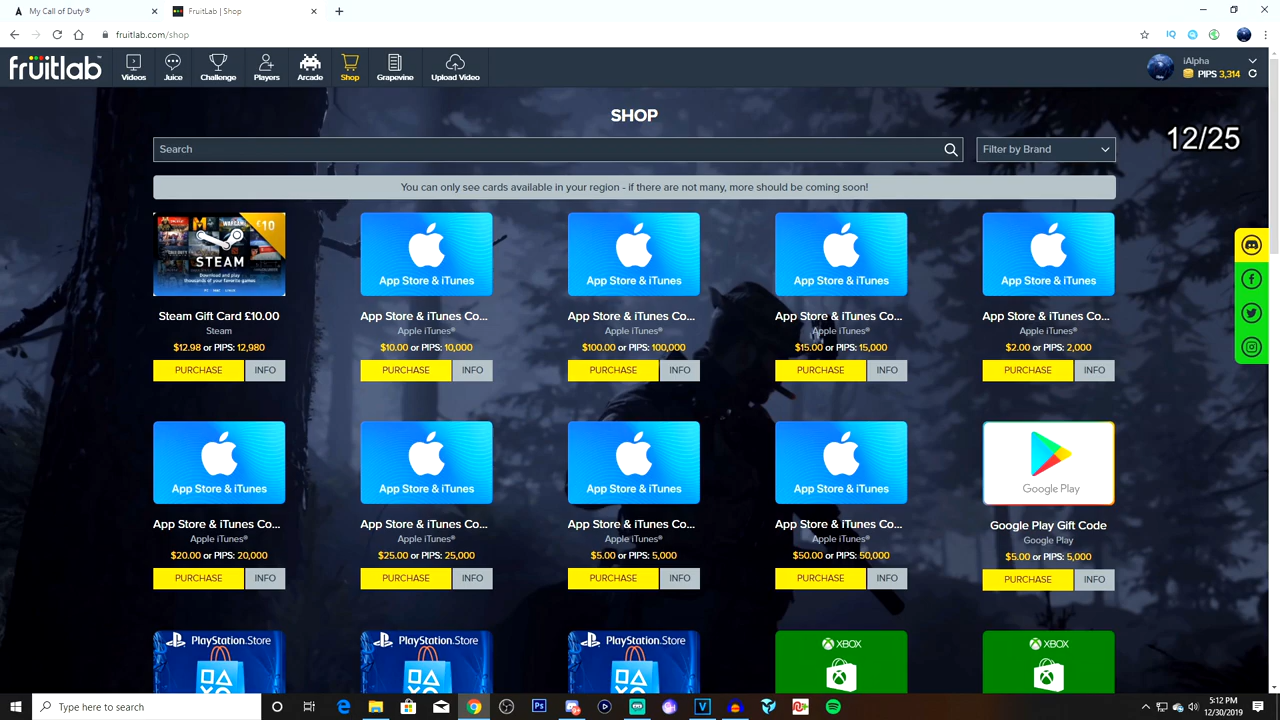 My Call of Duty®
FruitLab | Shop
fruitlab.com/shop
IQ
fruitlab
Videos
Juice
Challenge
Players
Arcade
Shop
Grapevine
Upload Video
iAlpha
PIPS 3,314
SHOP
12/25
Search
Filter by Brand
You can only see cards available in your region - if there are not many, more should be coming soon!
£10
STEAM
Download and play
thousands of your favorite games
App Store & iTunes
App Store & iTunes
App Store & iTunes
App Store & iTunes
Steam Gift Card £10.00
App Store & iTunes Co...
App Store & iTunes Co...
App Store & iTunes Co...
App Store & iTunes Co...
Steam
Apple iTunes®
Apple iTunes®
Apple iTunes®
Apple iTunes®
$12.98 or PIPS: 12,980
$10.00 or PIPS: 10,000
$100.00 or PIPS: 100,000
$15.00 or PIPS: 15,000
$2.00 or PIPS: 2,000
PURCHASE INFO
PURCHASE INFO
PURCHASE INFO
PURCHASE INFO
PURCHASE INFO
App Store & iTunes
App Store & iTunes
App Store & iTunes
App Store & iTunes
Google Play
App Store & iTunes Co...
App Store & iTunes Co...
App Store & iTunes Co...
App Store & iTunes Co...
Google Play Gift Code
Apple iTunes®
Apple iTunes®
Apple iTunes®
Apple iTunes®
Google Play
$20.00 or PIPS: 20,000
$25.00 or PIPS: 25,000
$5.00 or PIPS: 5,000
$50.00 or PIPS: 50,000
$5.00 or PIPS: 5,000
PURCHASE INFO
PURCHASE INFO
PURCHASE INFO
PURCHASE INFO
PURCHASE INFO
PlayStation.Store
PlayStation.Store
PlayStation.Store
XBOX
XBOX
Type here to search
Ps
V
5:12 PM
12/30/2019